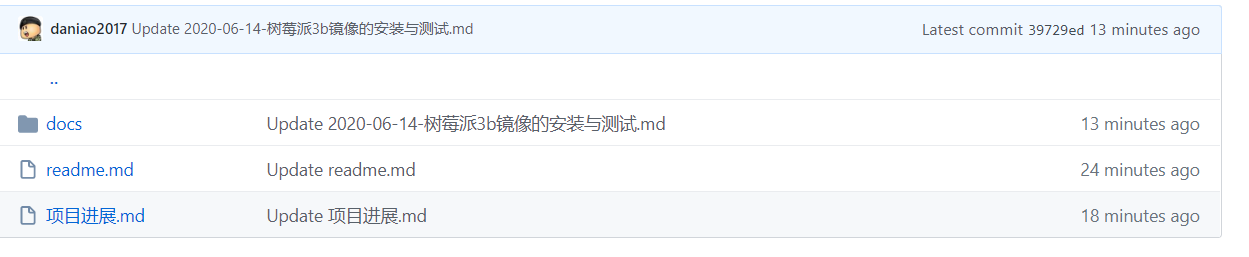 daniao2017 Update 2020-06-14-树莓派3b镜像的安装与测试.md Latest commit 39729ed 13 minutes ago
..
docs Update 2020-06-14-树莓派3b镜像的安装与测试.md 13 minutes ago
readme.md Update readme.md 24 minutes ago
项目进展.md Update 项目进展.md 18 minutes ago